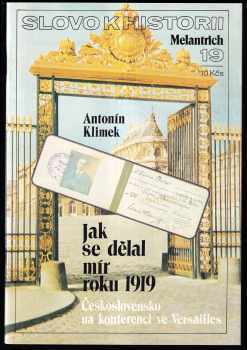 SLOVO K HISTORII
Melantrich
19
10 Kčs
Antonín
Klimek
Jak
se dělal
mír
roku 1919
Československo
na konferenci ve Versailles